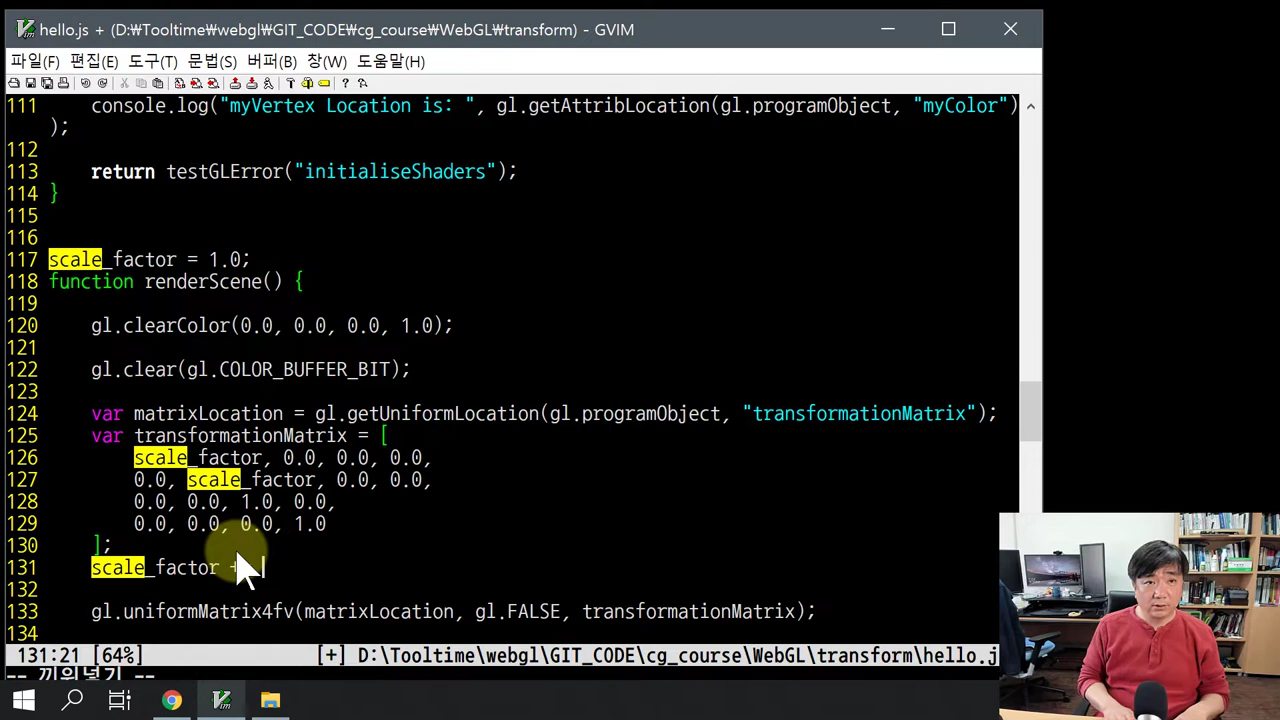 hello.js + (D:₩Tooltime₩webgl₩GIT_CODE₩cg_course₩WebGL₩transform) - GVIM
파일(F) 편집(E) 도구(T) 문법(S) 버퍼(B) 창(W) 도움말(H)
111 console.log("myVertex Location is: ", gl.getAttribLocation(gl.programObject, "myColor")
);
112
113 return testGLError("initialiseShaders");
114 }
115
116
117 scale_factor = 1.0;
118 function renderScene() {
119
120 gl.clearColor(0.0, 0.0, 0.0, 1.0);
121
122 gl.clear(gl.COLOR_BUFFER_BIT);
123
124 var matrixLocation = gl.getUniformLocation(gl.programObject, "transformationMatrix");
125 var transformationMatrix = [
126 scale_factor, 0.0, 0.0, 0.0,
127 0.0, scale_factor, 0.0, 0.0,
128 0.0, 0.0, 1.0, 0.0,
129 0.0, 0.0, 0.0, 1.0
130 ];
131 scale_factor
132
133 gl.uniformMatrix4fv(matrixLocation, gl.FALSE, transformationMatrix);
134
131:21 [64%] [+] D:\Tooltime\webgl\GIT_CODE\cg_course\WebGL\transform\hello.j
-- 끼워넣기 --